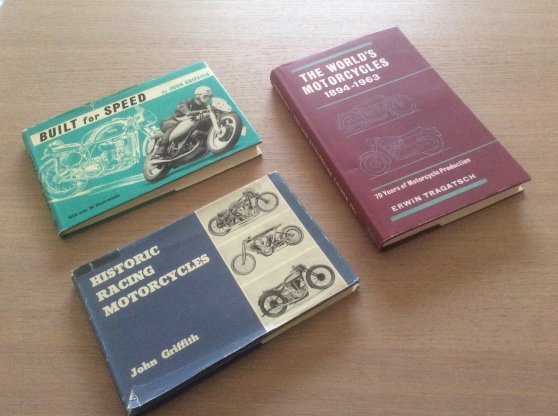 BUILT for SPEED
by JOHN GRIFFITH
With over 80 illustrations
THE WORLD'S
MOTORCYCLES
1894-1963
70 Years of Motorcycle Production
ERWIN TRAGATSCH
HISTORIC
RACING
MOTORCYCLES
John Griffith